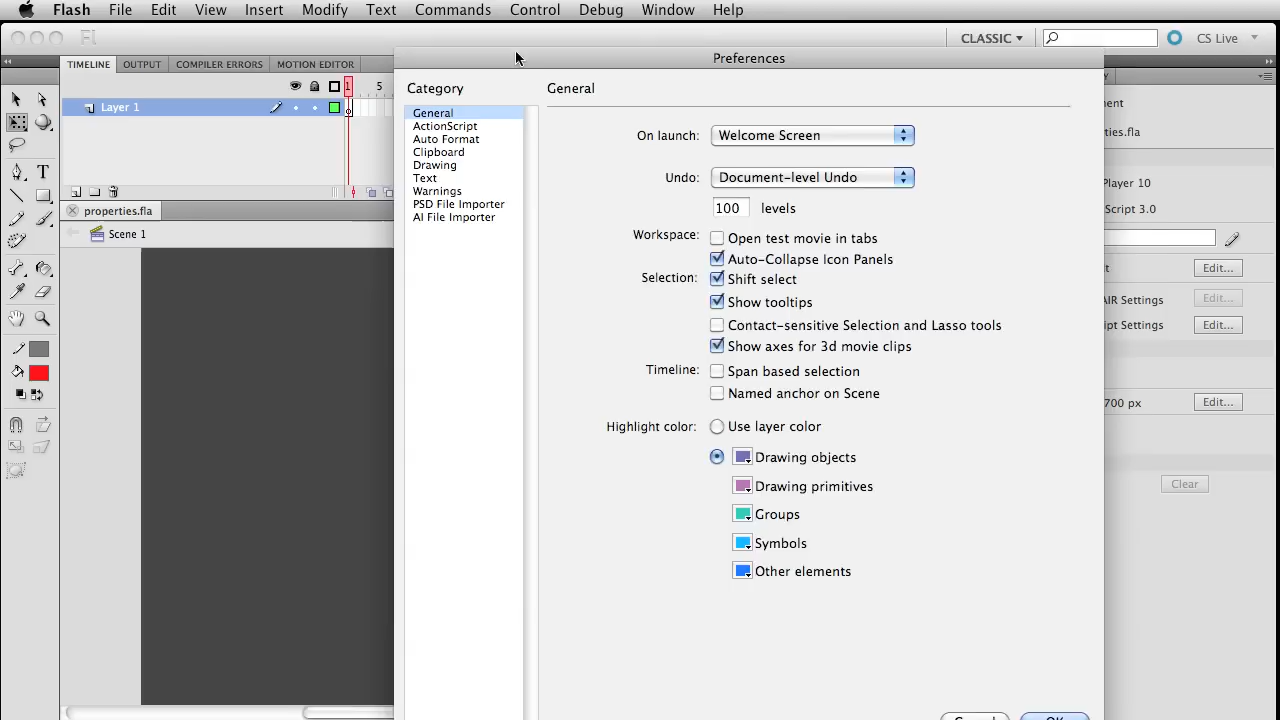 Flash File Edit View Insert Modify Text Commands Control Debug Window Help
Fl CLASSIC CS Live
TIMELINE OUTPUT COMPILER ERRORS MOTION EDITOR
1 5
Layer 1
properties.fla
Scene 1
Preferences
Category
General
ActionScript
Auto Format
Clipboard
Drawing
Text
Warnings
PSD File Importer
AI File Importer
General
On launch: Welcome Screen
Undo: Document-level Undo
100 levels
Workspace: Open test movie in tabs
Auto-Collapse Icon Panels
Selection: Shift select
Show tooltips
Contact-sensitive Selection and Lasso tools
Show axes for 3d movie clips
Timeline: Span based selection
Named anchor on Scene
Highlight color: Use layer color
Drawing objects
Drawing primitives
Groups
Symbols
Other elements
OK
ment
es.fla
Player 10
Script 3.0
Edit...
AIR Settings Edit...
ipt Settings Edit...
700 px Edit...
Clear